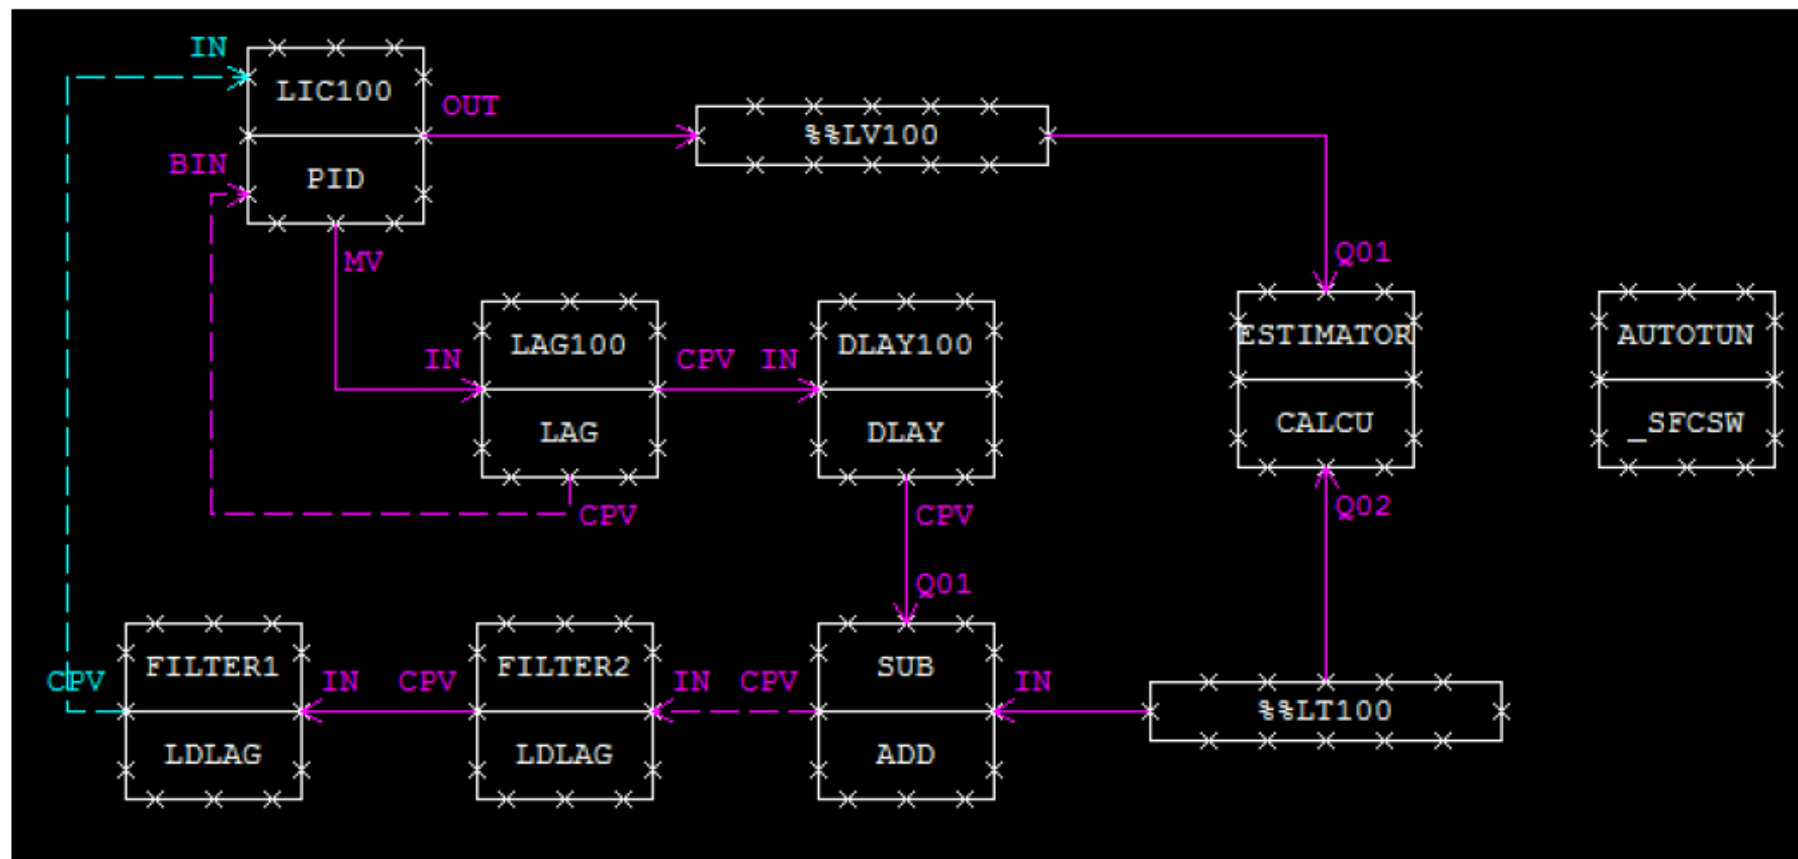 IN
LIC100
OUT
%%LV100
BIN
PID
MV
Q01
IN
LAG100
CPV
IN
DLAY100
ESTIMATOR
AUTOTUN
LAG
DLAY
CALCU
_SFCSW
CPV
CPV
Q02
Q01
CPV
FILTER1
IN
CPV
FILTER2
IN
CPV
SUB
IN
%%LT100
LDLAG
LDLAG
ADD